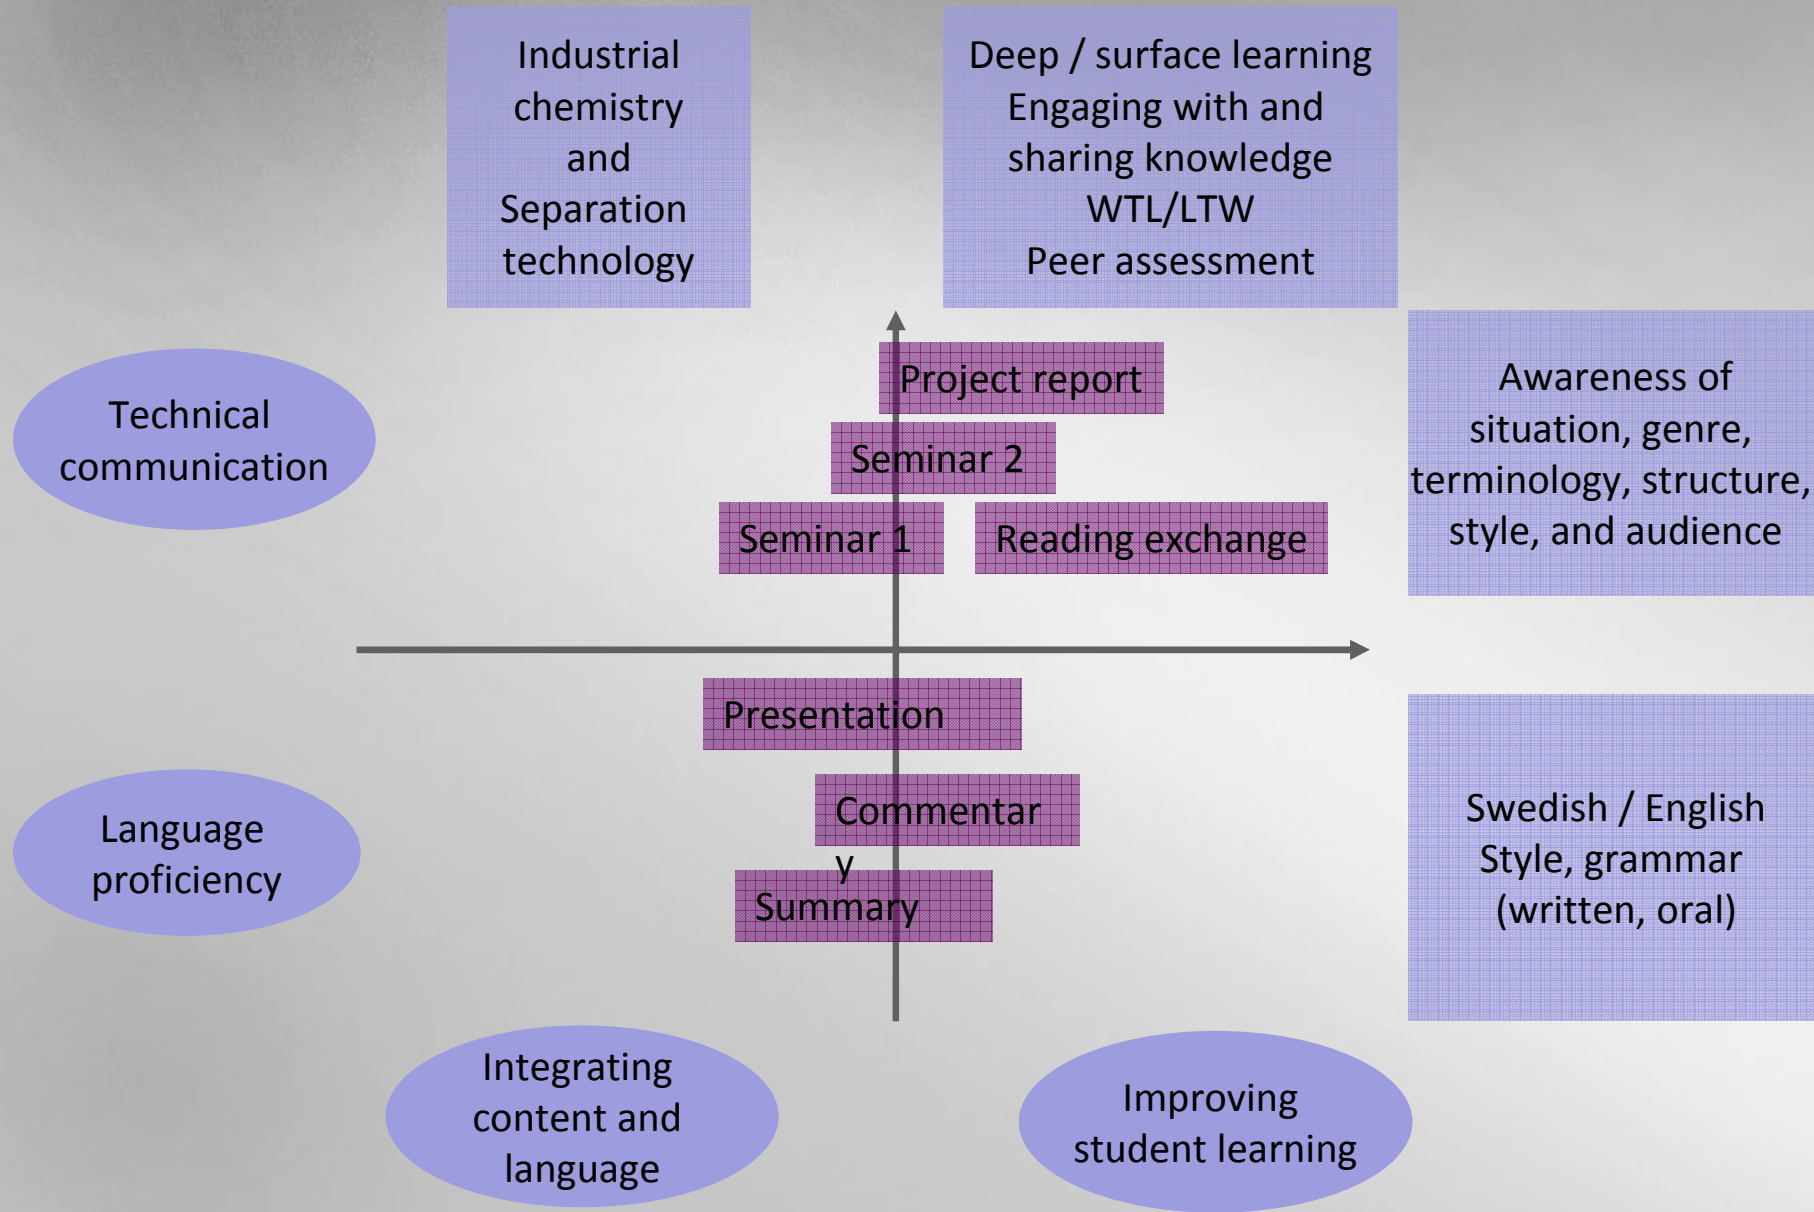 Industrial
chemistry
and
Separation
technology
Deep / surface learning
Engaging with and
sharing knowledge
WTL/LTW
Peer assessment
Technical
communication
Project report
Seminar 2
Seminar 1
Reading exchange
Awareness of
situation, genre,
terminology, structure,
style, and audience
Language
proficiency
Presentation
Commentar
y
Summary
Swedish / English
Style, grammar
(written, oral)
Integrating
content and
language
Improving
student learning